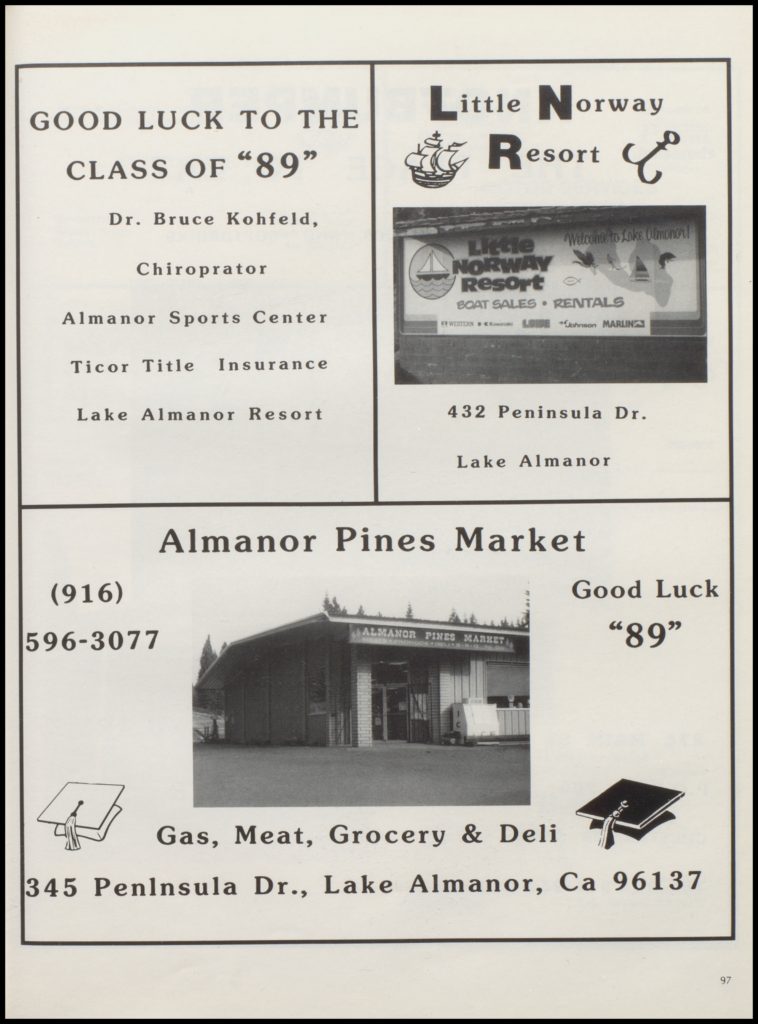 GOOD LUCK TO THE
CLASS OF “89”
Dr. Bruce Kohfeld,
Chiroprator
Almanor Sports Center
Ticor Title Insurance
Lake Almanor Resort
Little Norway
Resort
Little
NORWAY
Resort
Welcome to Lake Almanor!
BOAT SALES • RENTALS
WESTERN
Kawasaki
Johnson
MARLIN
432 Peninsula Dr.
Lake Almanor
Almanor Pines Market
(916)
596-3077
Good Luck
“89”
ALMANOR PINES MARKET
Gas, Meat, Grocery & Deli
345 PenInsula Dr., Lake Almanor, Ca 96137
97